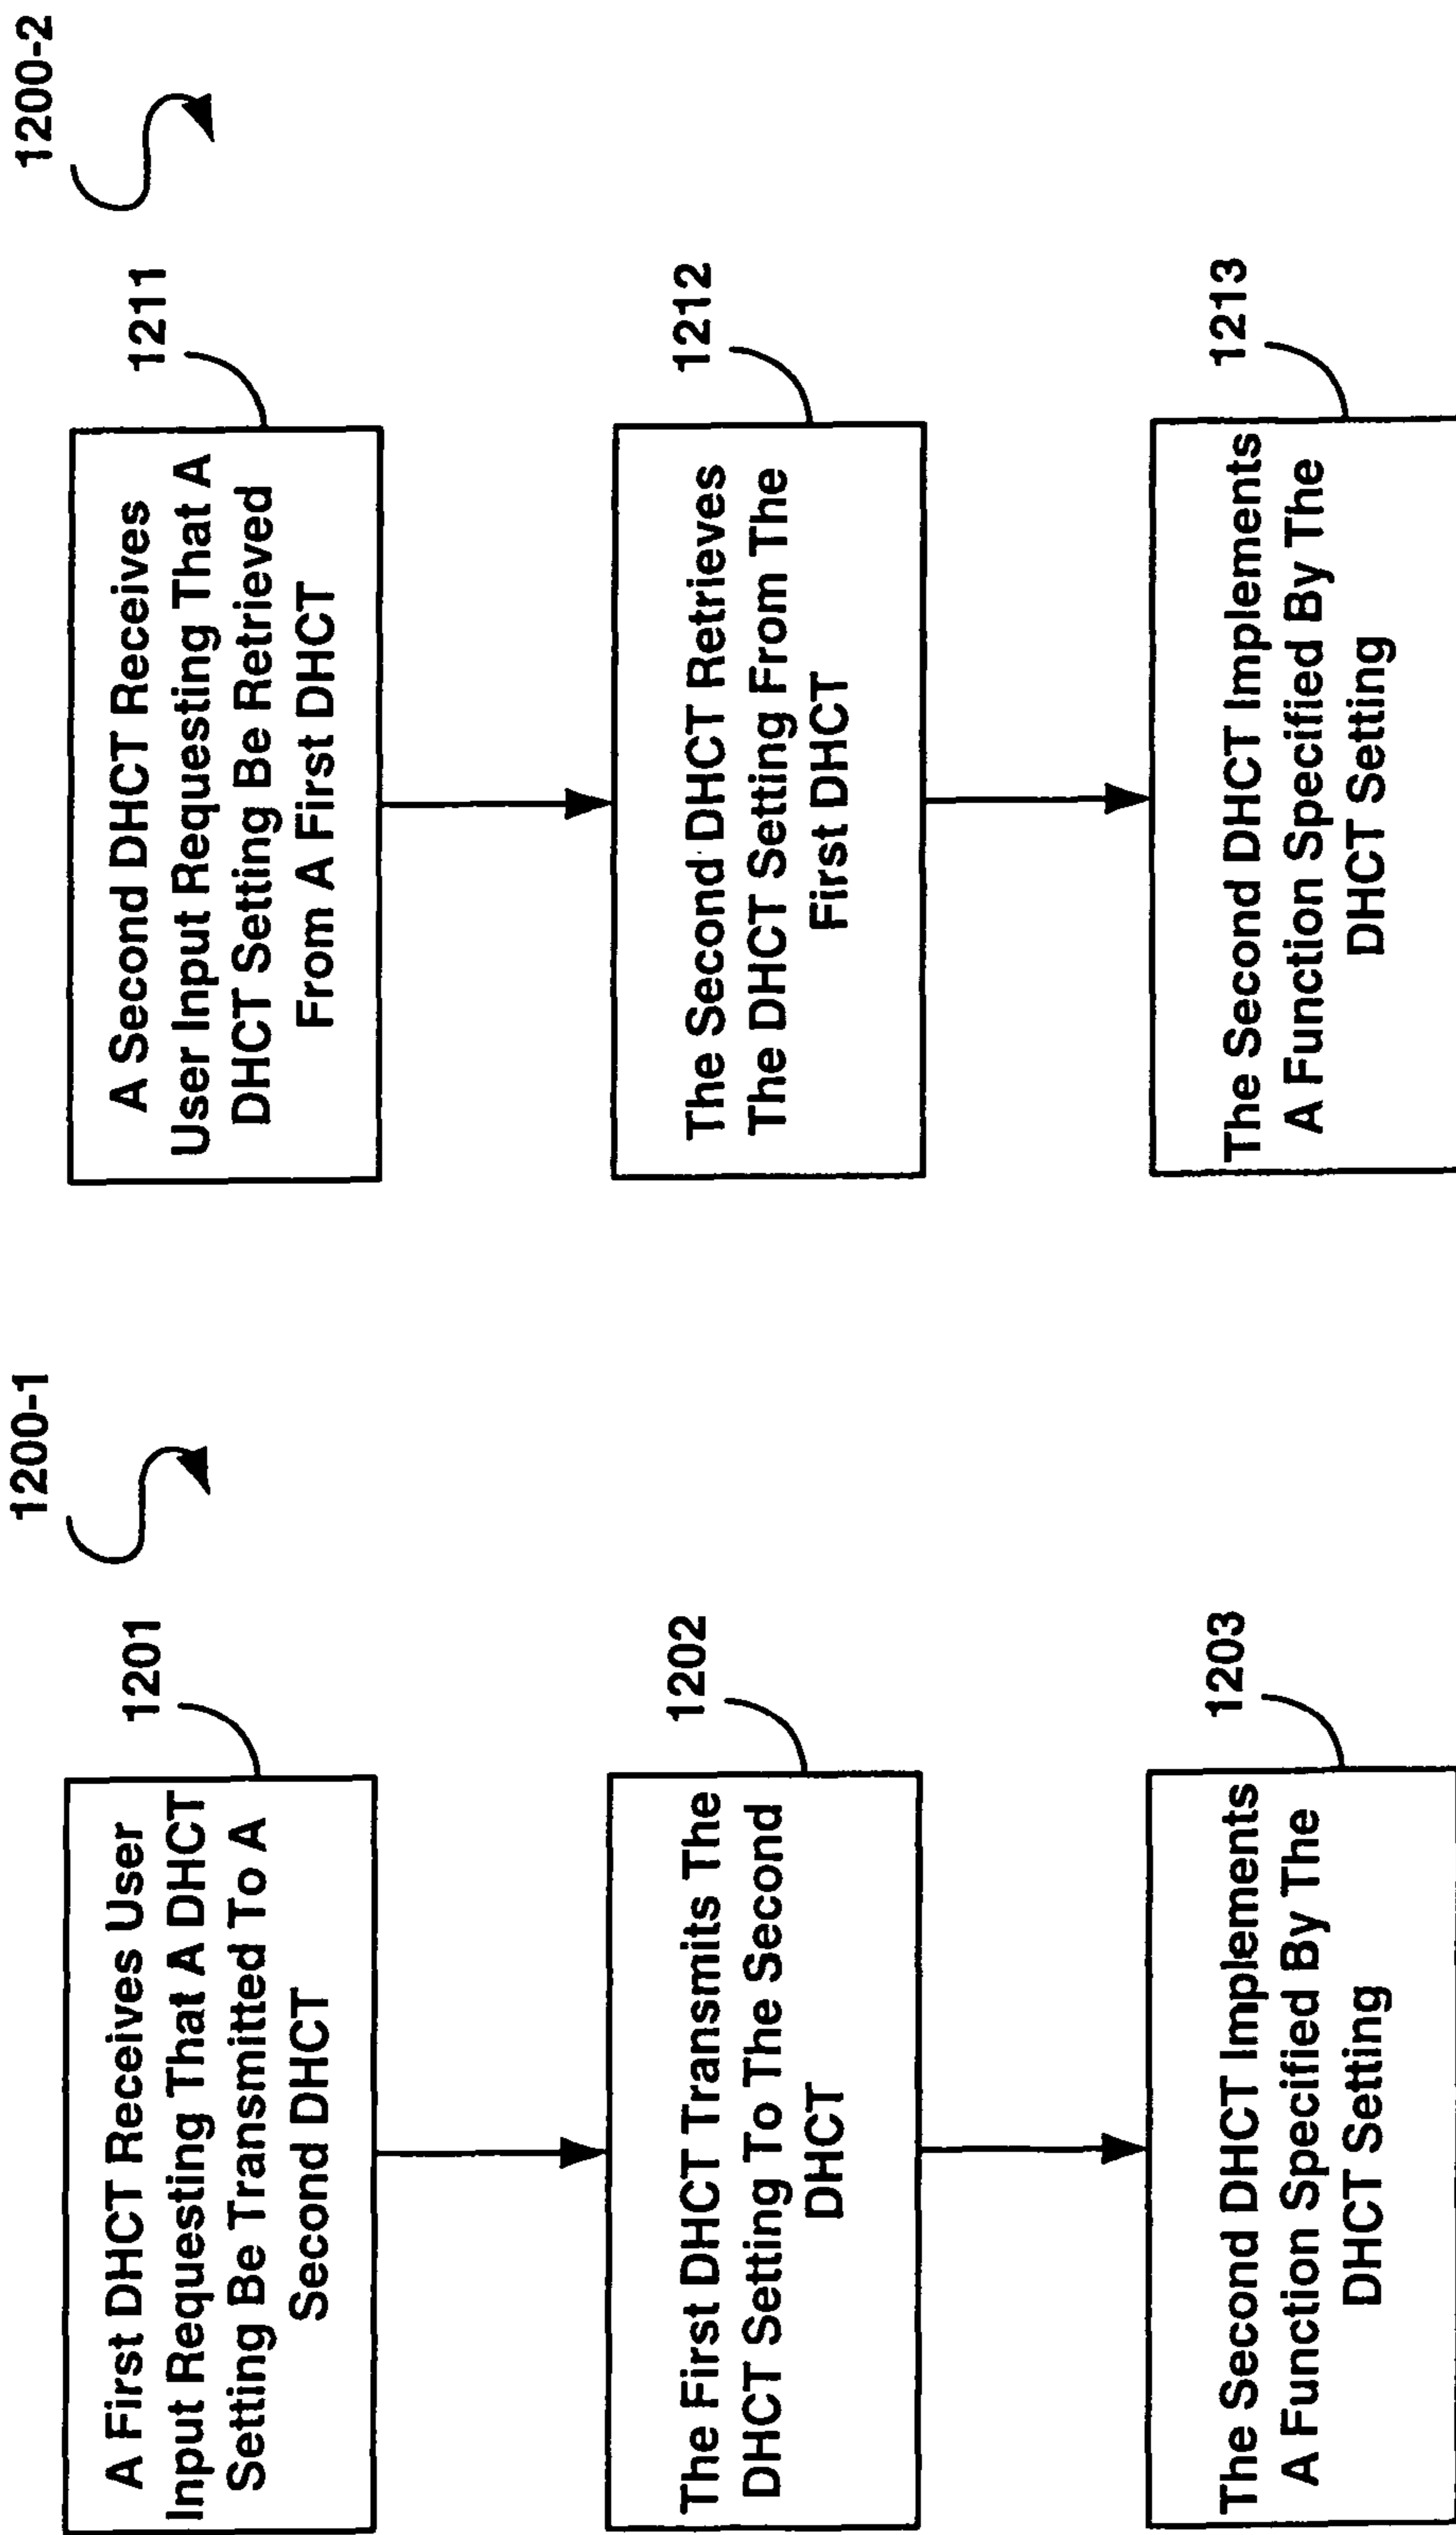 1200-1
1201
A First DHCT Receives User
Input Requesting That A DHCT
Setting Be Transmitted To A
Second DHCT
1202
The First DHCT Transmits The
DHCT Setting To The Second
DHCT
1203
The Second DHCT Implements
A Function Specified By The
DHCT Setting
1200-2
1211
A Second DHCT Receives
User Input Requesting That A
DHCT Setting Be Retrieved
From A First DHCT
1212
The Second DHCT Retrieves
The DHCT Setting From The
First DHCT
1213
The Second DHCT Implements
A Function Specified By The
DHCT Setting